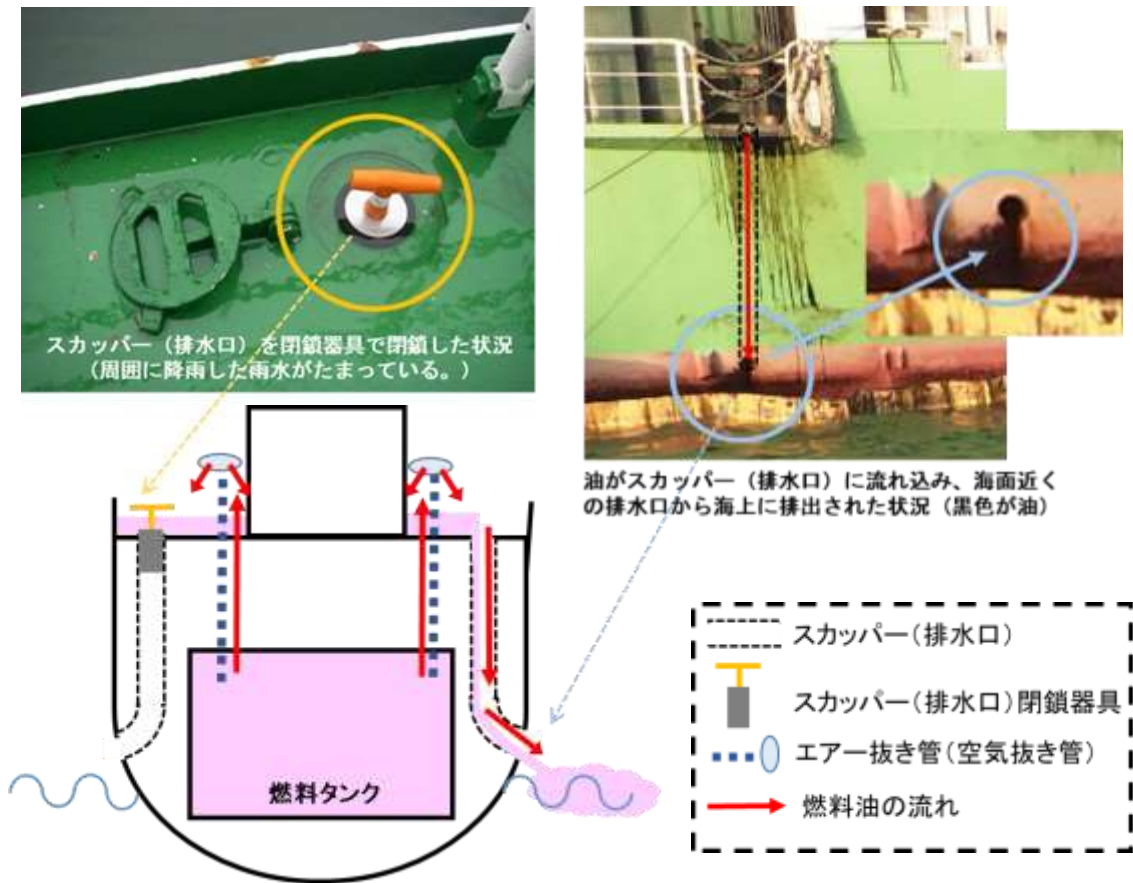 スカッパー（排水口）を閉鎖器具で閉鎖した状況
（周囲に降雨した雨水がたまっている。）
油がスカッパー（排水口）に流れ込み、海面近く
の排水口から海上に排出された状況（黒色が油）
燃料タンク
スカッパー（排水口）
スカッパー（排水口）閉鎖器具
エアー抜き管（空気抜き管）
燃料油の流れ